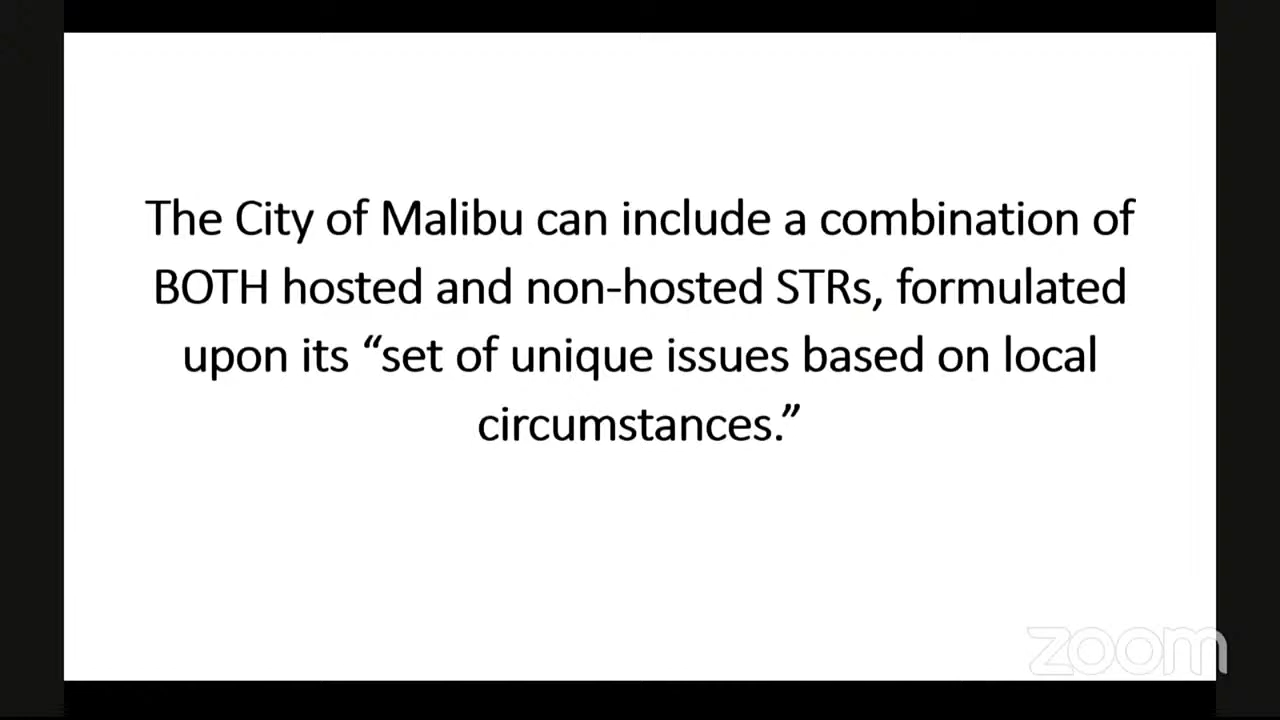 The City of Malibu can include a combination of
BOTH hosted and non-hosted STRs, formulated
upon its “set of unique issues based on local
circumstances.”
zoom